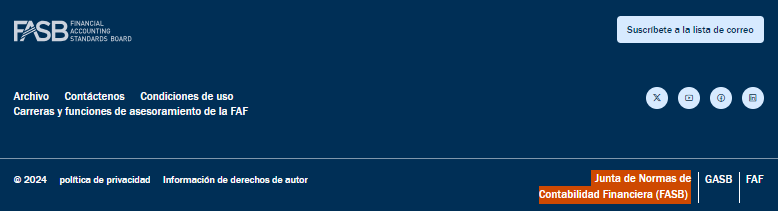 FASB FINANCIAL
ACCOUNTING
STANDARDS BOARD
Suscríbete a la lista de correo
Archivo Contáctenos Condiciones de uso
Carreras y funciones de asesoramiento de la FAF
© 2024 política de privacidad Información de derechos de autor
Junta de Normas de
Contabilidad Financiera (FASB)
GASB
FAF